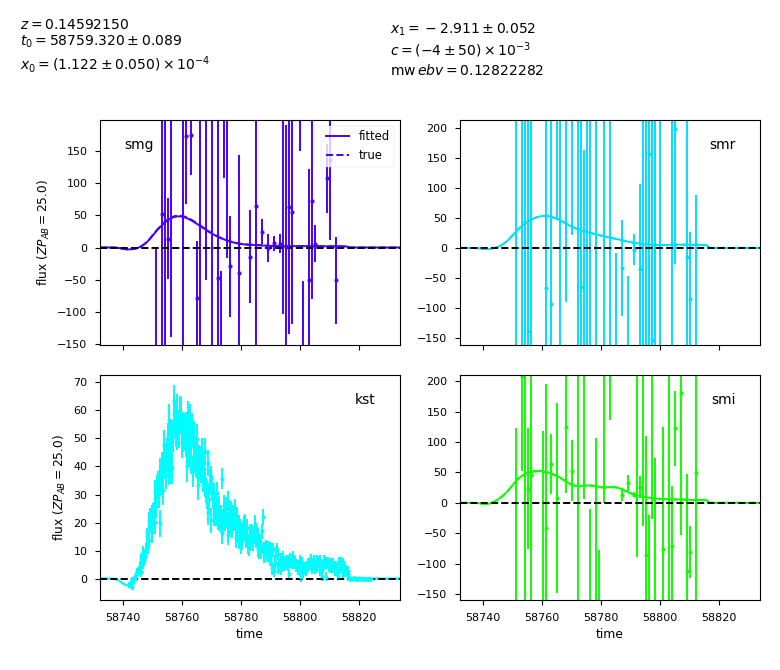 z = 0.14592150
t₀ = 58759.320 ± 0.089
x₀ = (1.122 ± 0.050) × 10⁻⁴
x₁ = −2.911 ± 0.052
c = (−4 ± 50) × 10⁻³
mw ebv = 0.12822282
smg
fitted
true
150
100
50
0
−50
−100
−150
flux (ZP_AB = 25.0)
smr
200
150
100
50
0
−50
−100
−150
kst
70
60
50
40
30
20
10
0
flux (ZP_AB = 25.0)
58740 58760 58780 58800 58820
time
smi
200
150
100
50
0
−50
−100
−150
58740 58760 58780 58800 58820
time